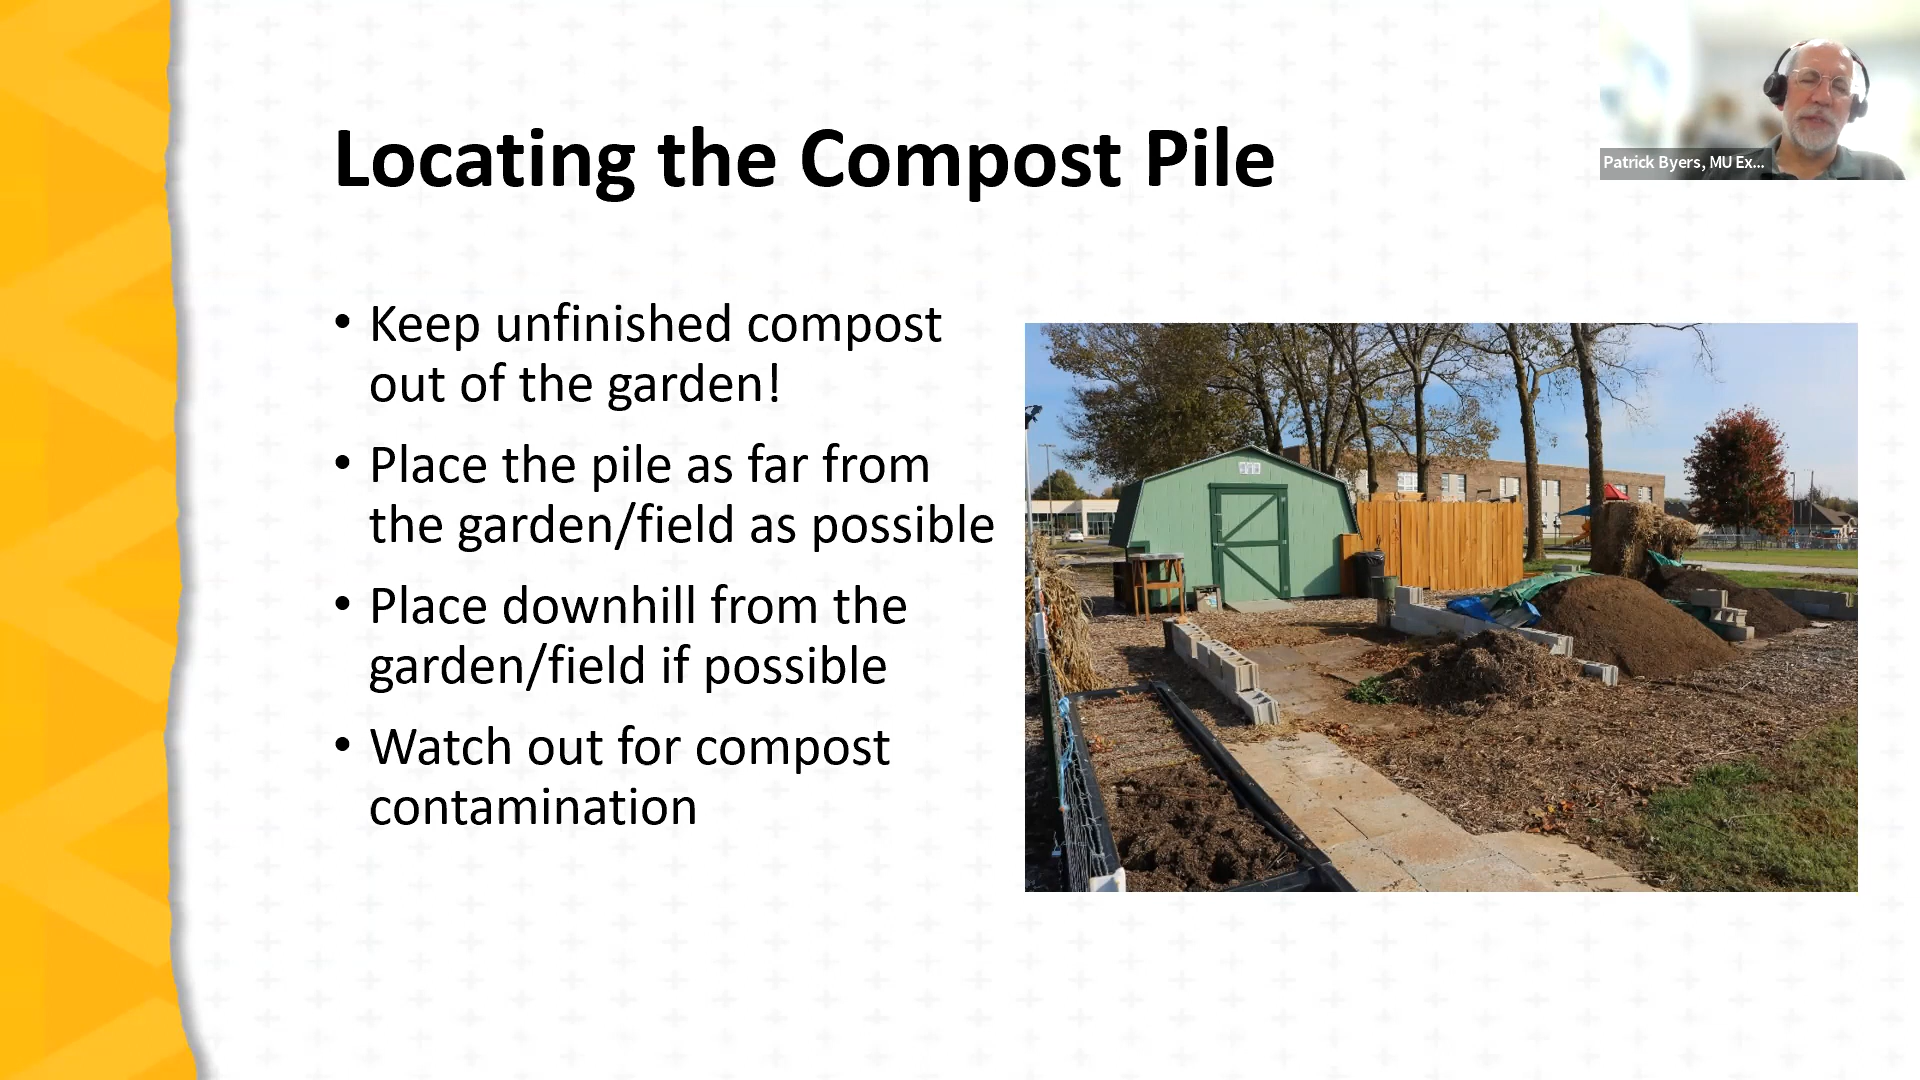 Locating the Compost Pile
Patrick Byers, MU Ex...
• Keep unfinished compost
out of the garden!
• Place the pile as far from
the garden/field as possible
• Place downhill from the
garden/field if possible
• Watch out for compost
contamination